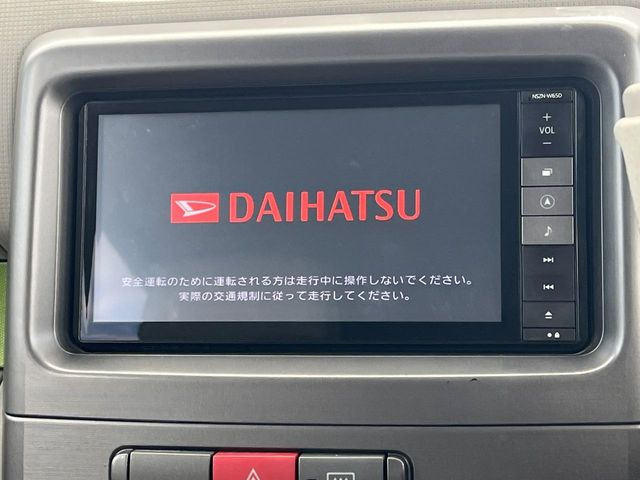 NSZN-W65D
VOL
DAIHATSU
安全運転のために運転される方は走行中に操作しないでください。
実際の交通規制に従って走行してください。